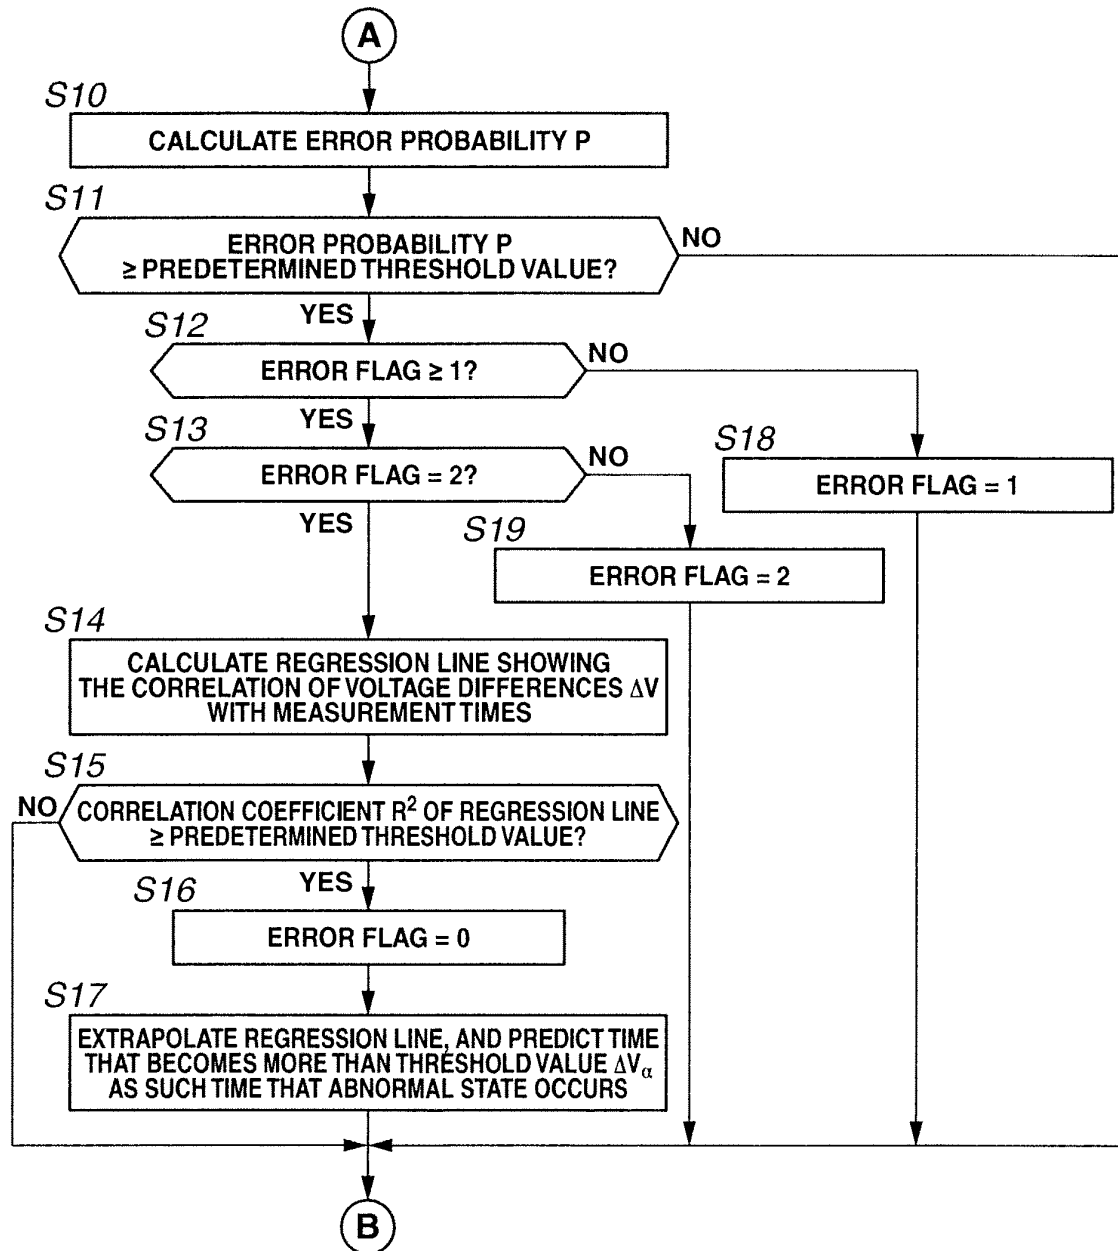 A
S10
CALCULATE ERROR PROBABILITY P
S11
ERROR PROBABILITY P
≥ PREDETERMINED THRESHOLD VALUE?
NO
YES
S12
ERROR FLAG ≥ 1?
NO
YES
S13
ERROR FLAG = 2?
NO
YES
S18
ERROR FLAG = 1
S19
ERROR FLAG = 2
S14
CALCULATE REGRESSION LINE SHOWING
THE CORRELATION OF VOLTAGE DIFFERENCES ΔV
WITH MEASUREMENT TIMES
S15
NO
CORRELATION COEFFICIENT R² OF REGRESSION LINE
≥ PREDETERMINED THRESHOLD VALUE?
YES
S16
ERROR FLAG = 0
S17
EXTRAPOLATE REGRESSION LINE, AND PREDICT TIME
THAT BECOMES MORE THAN THRESHOLD VALUE ΔVα
AS SUCH TIME THAT ABNORMAL STATE OCCURS
B